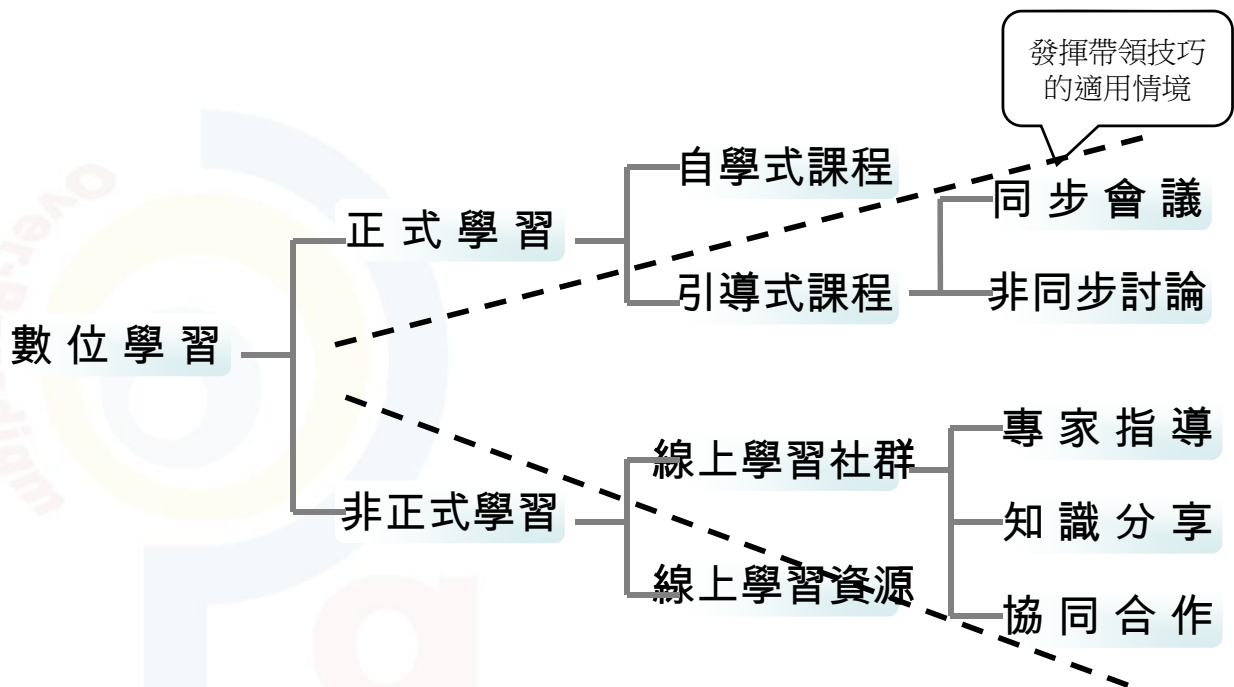 發揮帶領技巧
的適用情境
自學式課程
同步會議
正式學習
引導式課程
非同步討論
數位學習
專家指導
線上學習社群
非正式學習
知識分享
線上學習資源
協同合作